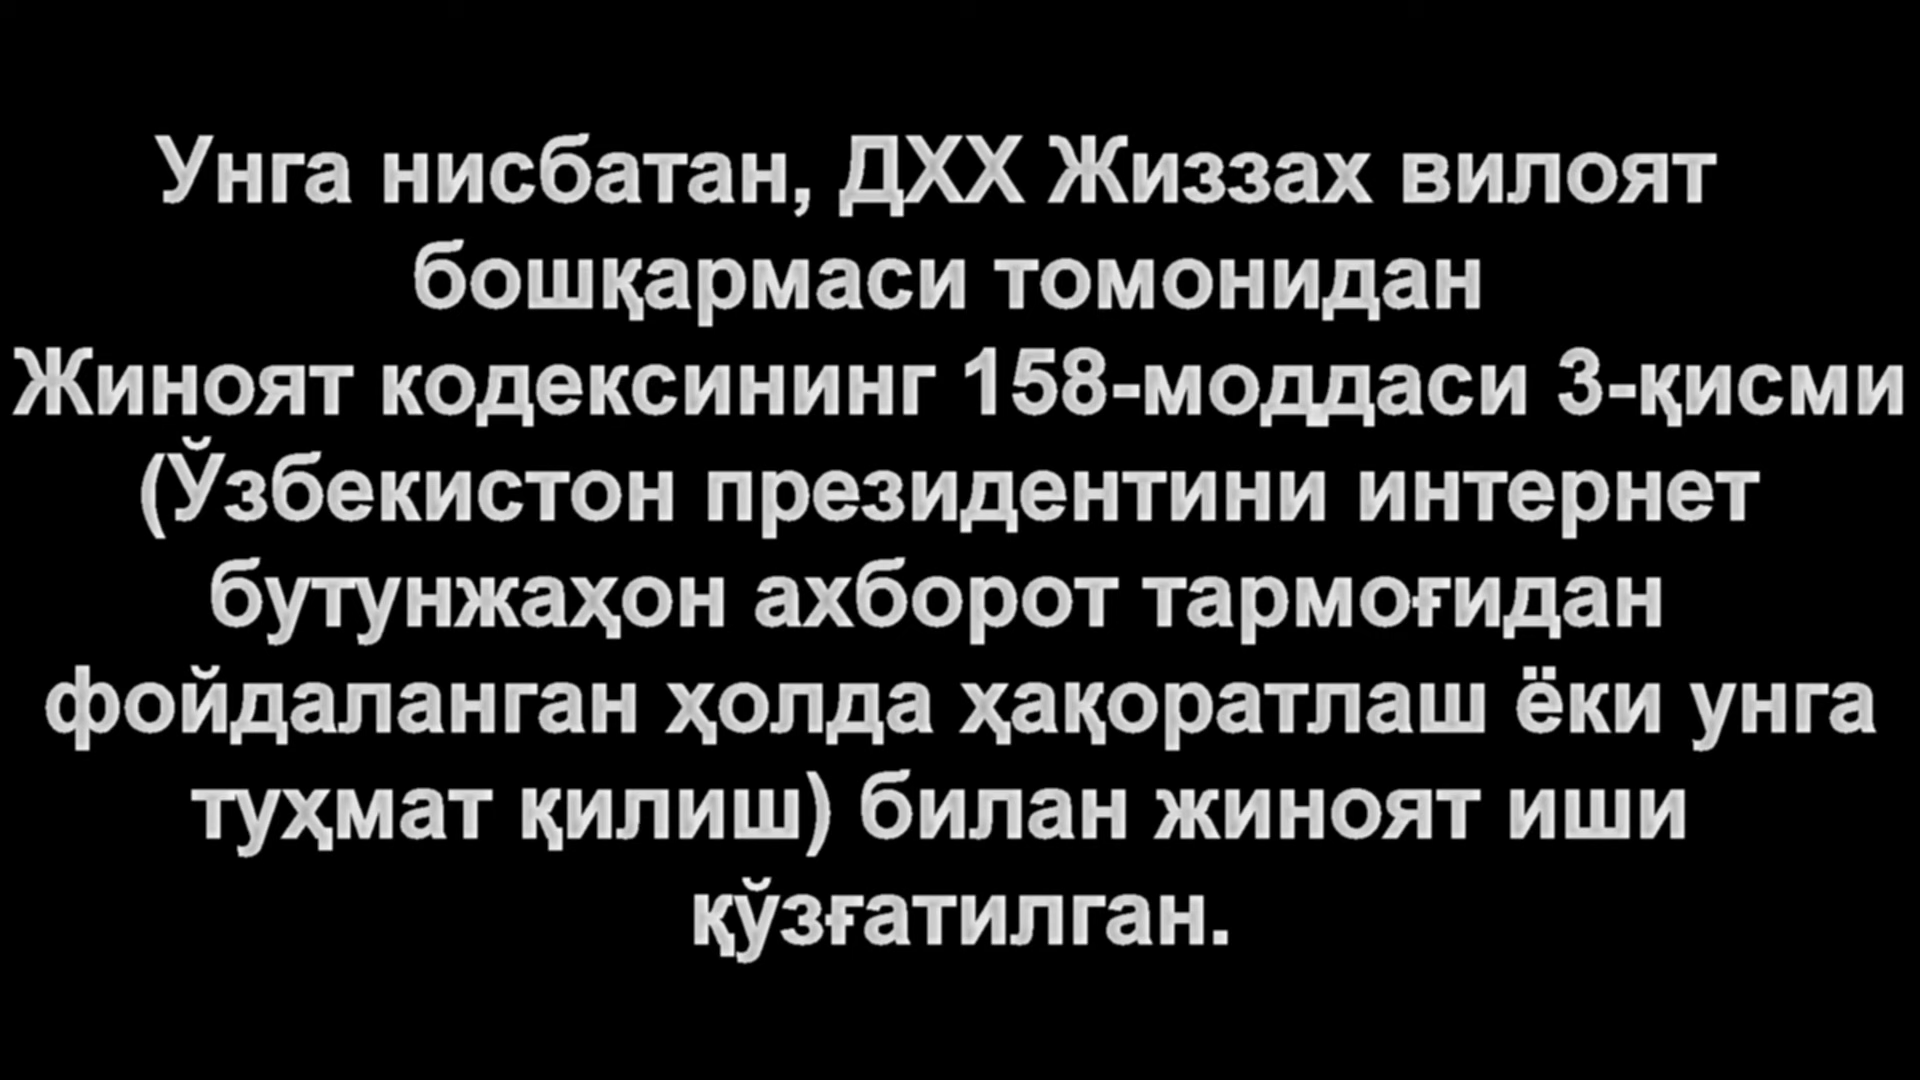 Унга нисбатан, ДХХ Жиззах вилоят
бошқармаси томонидан
Жиноят кодексининг 158-моддаси 3-қисми
(Ўзбекистон президентини интернет
бутунжаҳон ахборот тармоғидан
фойдаланган ҳолда ҳақоратлаш ёки унга
туҳмат қилиш) билан жиноят иши
қўзғатилган.